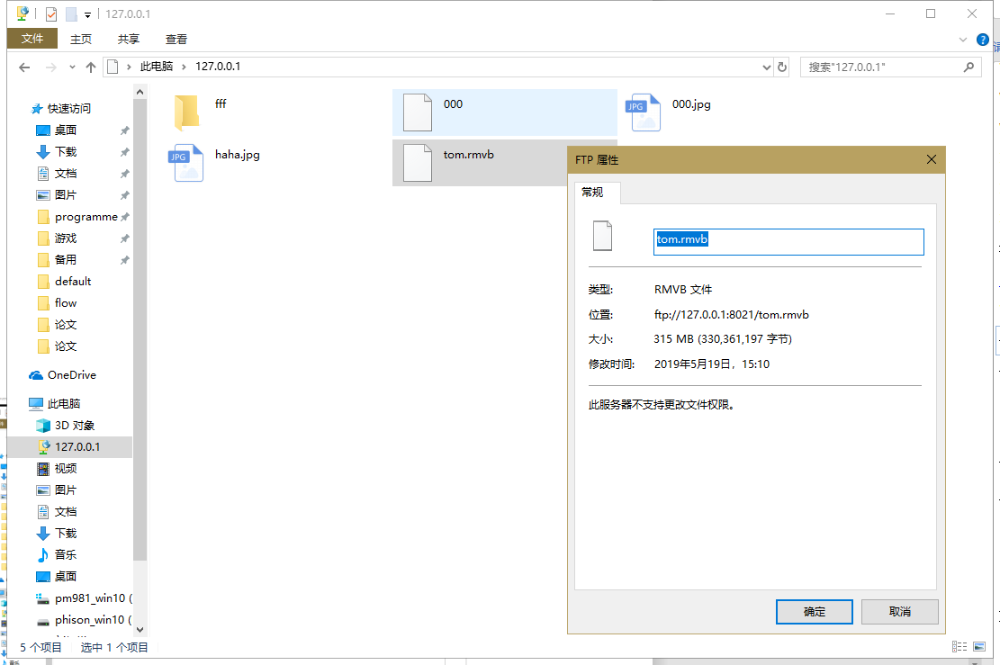 127.0.0.1
文件 主页 共享 查看
此电脑 127.0.0.1
搜索"127.0.0.1"
快速访问
桌面
下载
文档
图片
programme
游戏
备用
default
flow
论文
论文
OneDrive
此电脑
3D 对象
127.0.0.1
视频
图片
文档
下载
音乐
桌面
pm981_win10 (
phison_win10 (
fff
000
JPG
000.jpg
JPG
haha.jpg
tom.rmvb
FTP 属性
常规
tom.rmvb
类型: RMVB 文件
位置: ftp://127.0.0.1:8021/tom.rmvb
大小: 315 MB (330,361,197 字节)
修改时间: 2019年5月19日，15:10
此服务器不支持更改文件权限。
确定 取消
5 个项目 选中 1 个项目